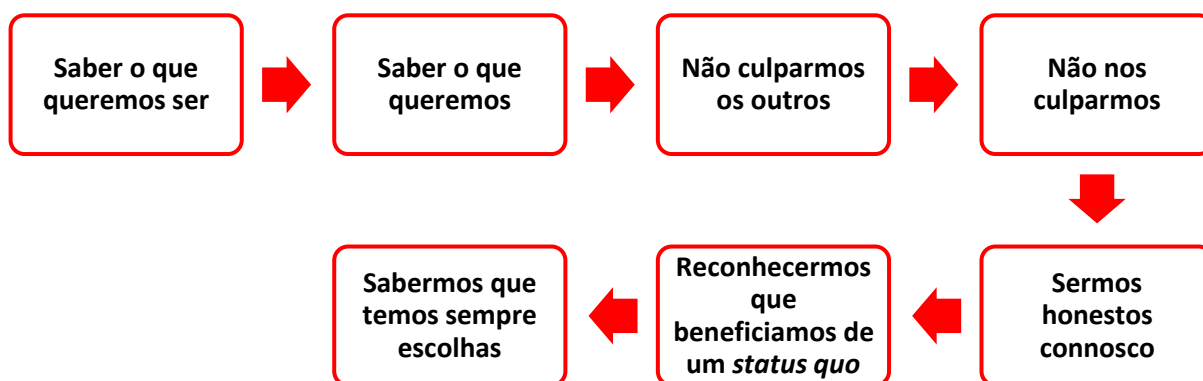 Saber o que
queremos ser
Saber o que
queremos
Não culparmos
os outros
Não nos
culparmos
Sermos
honestos
connosco
Reconhecermos
que
beneficiamos de
um status quo
Sabermos que
temos sempre
escolhas